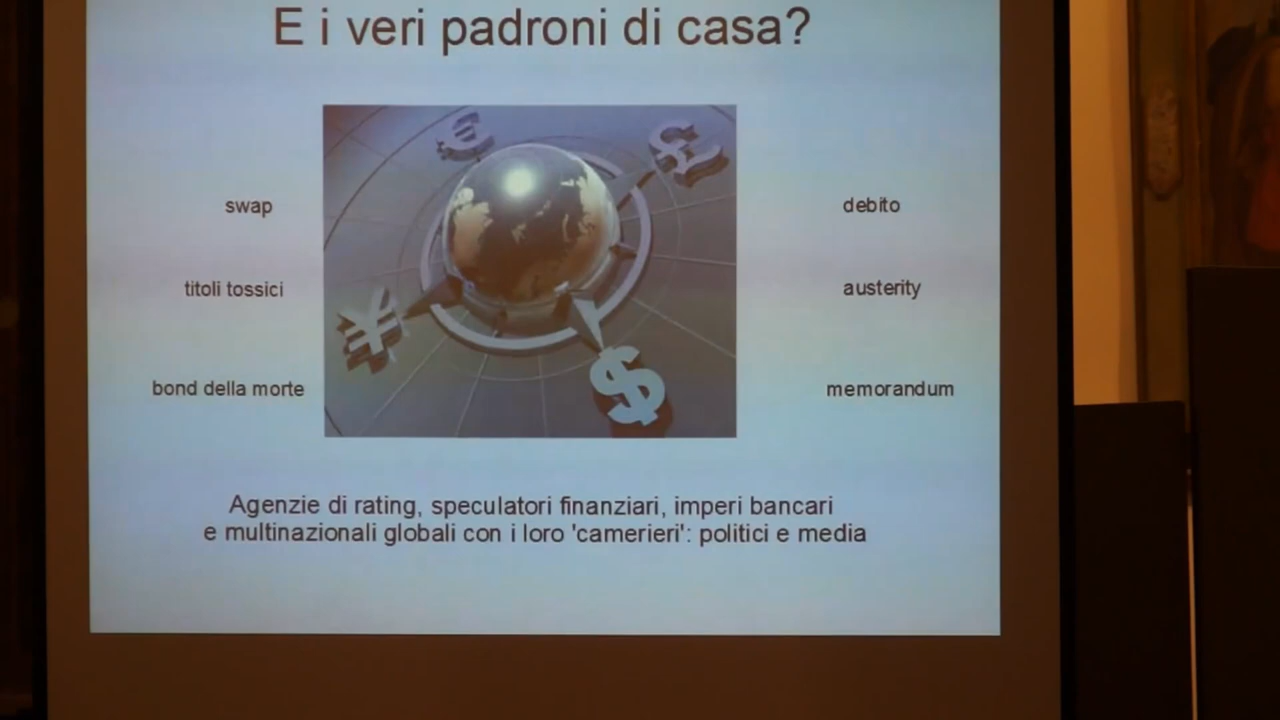 E i veri padroni di casa?
€ £
swap
debito
titoli tossici
austerity
¥
bond della morte
memorandum
$
Agenzie di rating, speculatori finanziari, imperi bancari
e multinazionali globali con i loro 'camerieri': politici e media